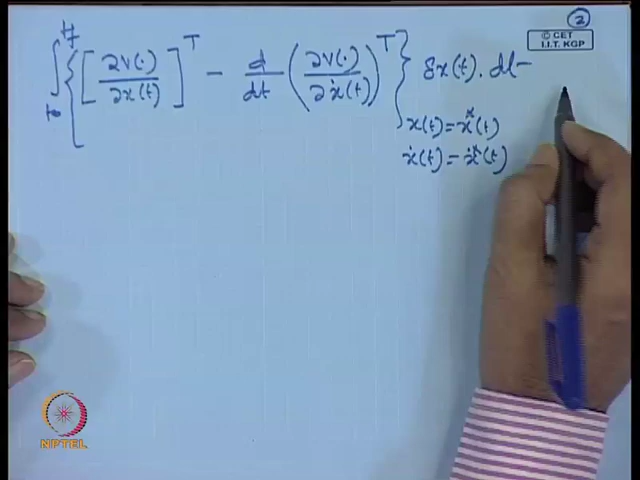 ②
© CET
I.I.T. KGP
∫_{t₀}^{tf} { [ ∂V(·) / ∂x(t) ]^T − d/dt ( ∂V(·) / ∂ẋ(t) )^T } δx(t). dt
x(t) = x*(t)
ẋ(t) = ẋ*(t)
NPTEL